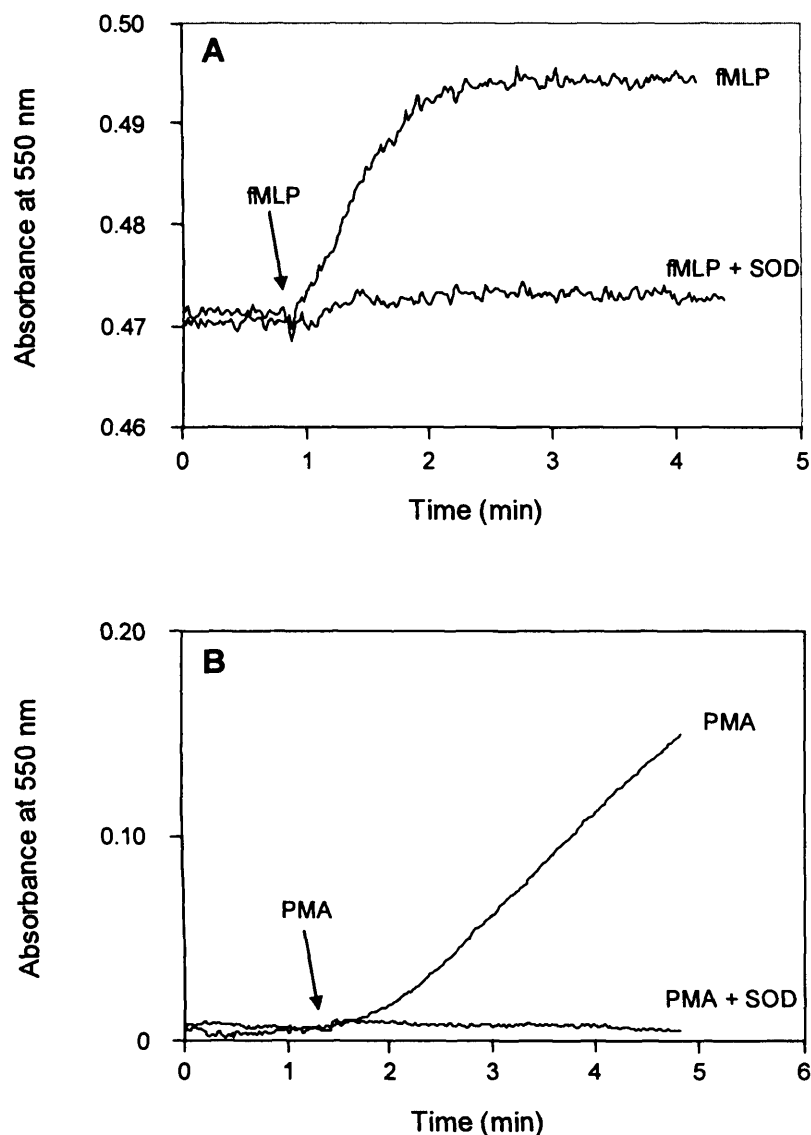 A
0.50
0.49
0.48
0.47
0.46
Absorbance at 550 nm
fMLP
fMLP
fMLP + SOD
0 1 2 3 4 5
Time (min)
B
0.20
0.10
0
Absorbance at 550 nm
PMA
PMA
PMA + SOD
0 1 2 3 4 5 6
Time (min)